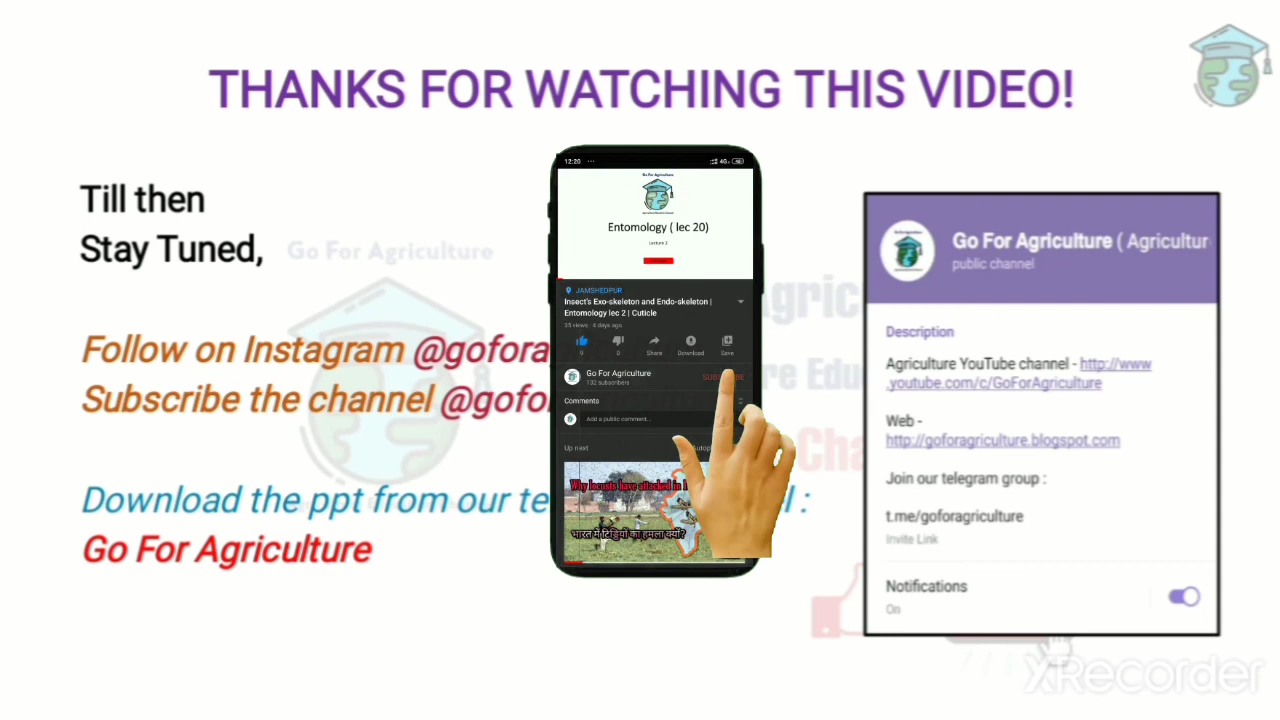 THANKS FOR WATCHING THIS VIDEO!
Till then
Stay Tuned,
Go For Agriculture
Follow on Instagram
Subscribe the channel
Download the ppt from our
Go For Agriculture
12:20
4G
Go For Agriculture
Entomology ( lec 20)
Lecture 2
JAMSHEDPUR
Insect's Exo-skeleton and Endo-skeleton |
Entomology lec 2 | Cuticle
35 views · 4 days ago
9
0
Share
Download
Save
Go For Agriculture
132 subscribers
Comments
Add a public comment...
Up next
Why locusts have attacked in
भारत में टिड्डियों का हमला क्यों?
Go For Agriculture ( Agricultur
public channel
Description
Agriculture YouTube channel - http://www
.youtube.com/c/GoForAgriculture
Web -
http://goforagriculture.blogspot.com
Join our telegram group :
t.me/goforagriculture
Invite Link
Notifications
On
XRecorder